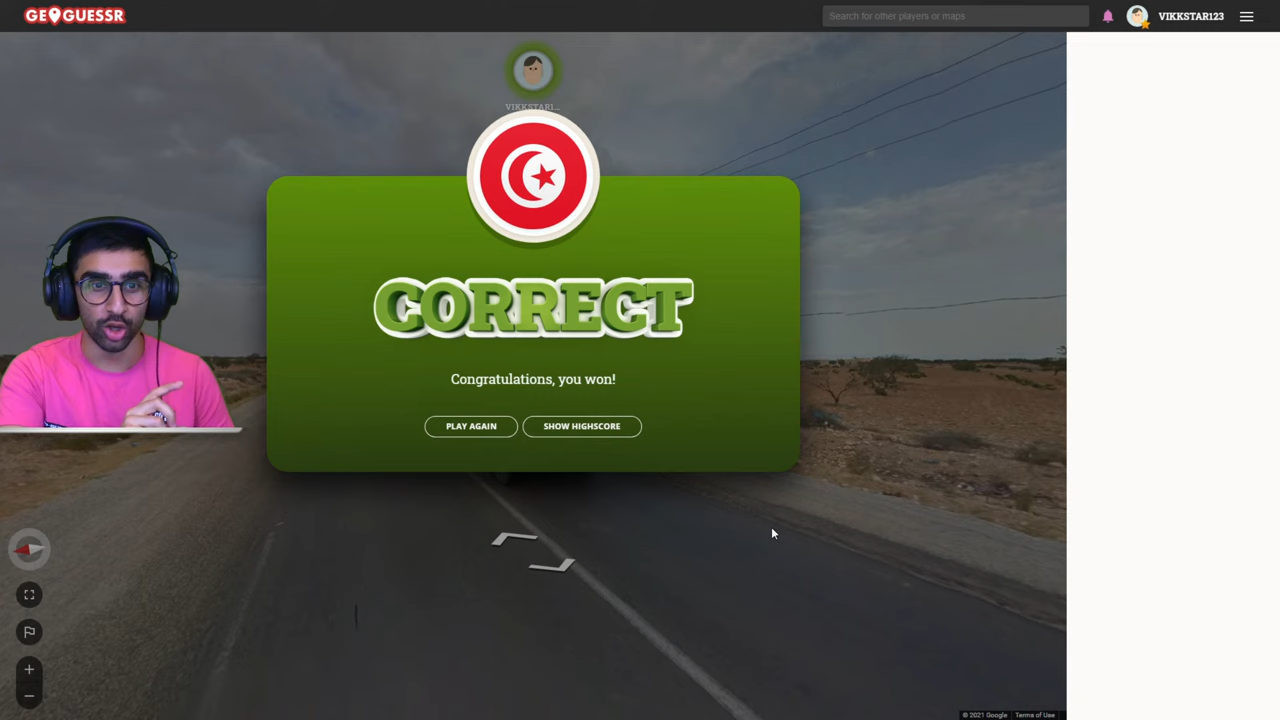 GEOGUESSR
Search for other players or maps
VIKKSTAR123
VIKKSTAR1...
CORRECT
Congratulations, you won!
PLAY AGAIN
SHOW HIGHSCORE
© 2021 Google
Terms of Use